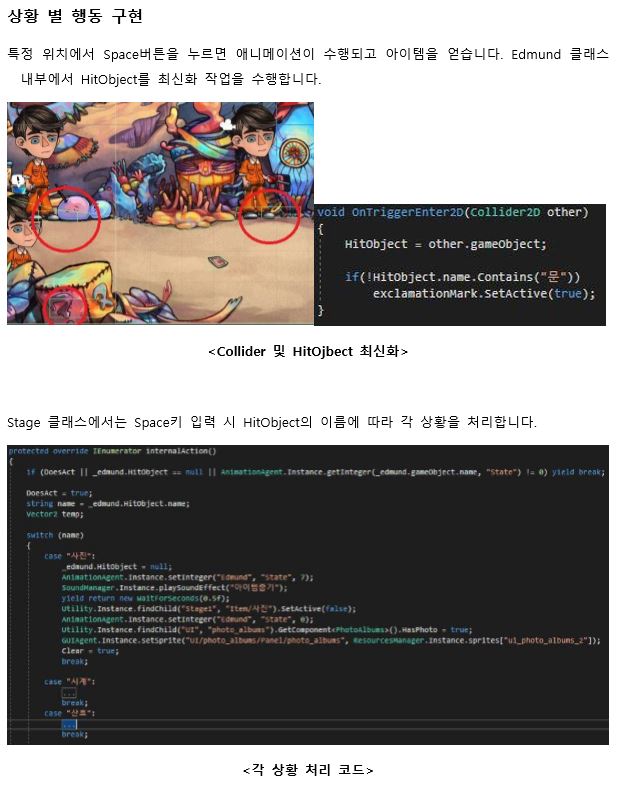 상황 별 행동 구현
특정 위치에서 Space버튼을 누르면 애니메이션이 수행되고 아이템을 얻습니다. Edmund 클래스
내부에서 HitObject를 최신화 작업을 수행합니다.
void OnTriggerEnter2D(Collider2D other)
{
HitObject = other.gameObject;
if(!HitObject.name.Contains("문"))
exclamationMark.SetActive(true);
}
<Collider 및 HitOjbect 최신화>
Stage 클래스에서는 Space키 입력 시 HitObject의 이름에 따라 각 상황을 처리합니다.
protected override IEnumerator internalAction()
{
if (DoesAct || _edmund.HitObject == null || AnimationAgent.Instance.getInteger(_edmund.gameObject.name, "State") != 0) yield break;
DoesAct = true;
string name = _edmund.HitObject.name;
Vector2 temp;
switch (name)
{
case "사진":
_edmund.HitObject = null;
AnimationAgent.Instance.setInteger("Edmund", "State", 7);
SoundManager.Instance.playSoundEffect("아이템줍기");
yield return new WaitForSeconds(0.5f);
Utility.Instance.findChild("Stage1", "Item/사진").SetActive(false);
AnimationAgent.Instance.setInteger("Edmund", "State", 0);
Utility.Instance.findChild("UI", "photo_albums").GetComponent<PhotoAlbums>().HasPhoto = true;
GUIAgent.Instance.setSprite("UI/photo_albums/Panel/photo_albums", ResourcesManager.Instance.sprites["ui_photo_albums_2"]);
Clear = true;
break;
case "시계":
...
break;
case "산호":
...
break;
<각 상황 처리 코드>